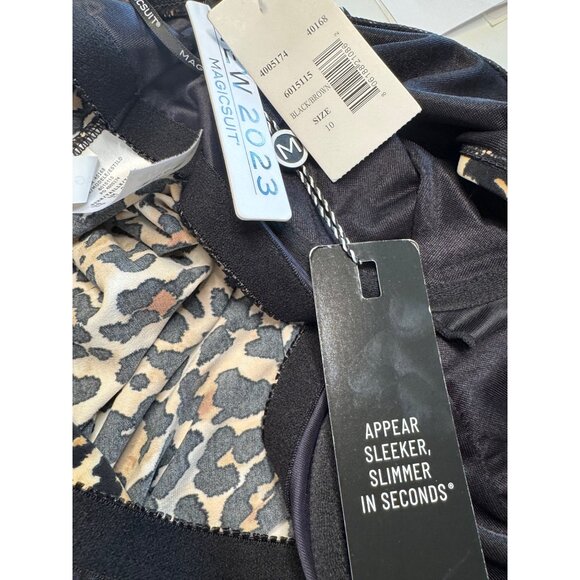 MAGICSUIT®
NEW 2023
MAGICSUIT
4005174
40168
6015115
BLACK/BROWN
SIZE
10
M
APPEAR
SLEEKER,
SLIMMER
IN SECONDS®